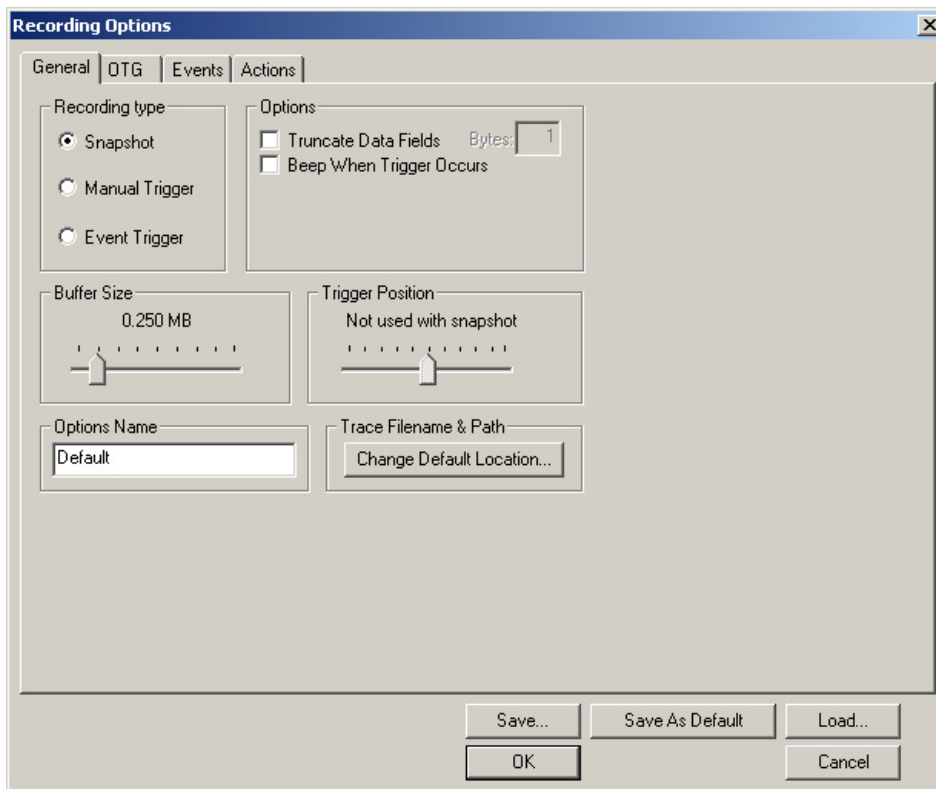 Recording Options
General OTG Events Actions
Recording type
Snapshot
Manual Trigger
Event Trigger
Options
Truncate Data Fields Bytes: 1
Beep When Trigger Occurs
Buffer Size
0.250 MB
Trigger Position
Not used with snapshot
Options Name
Default
Trace Filename & Path
Change Default Location...
Save... Save As Default Load...
OK Cancel